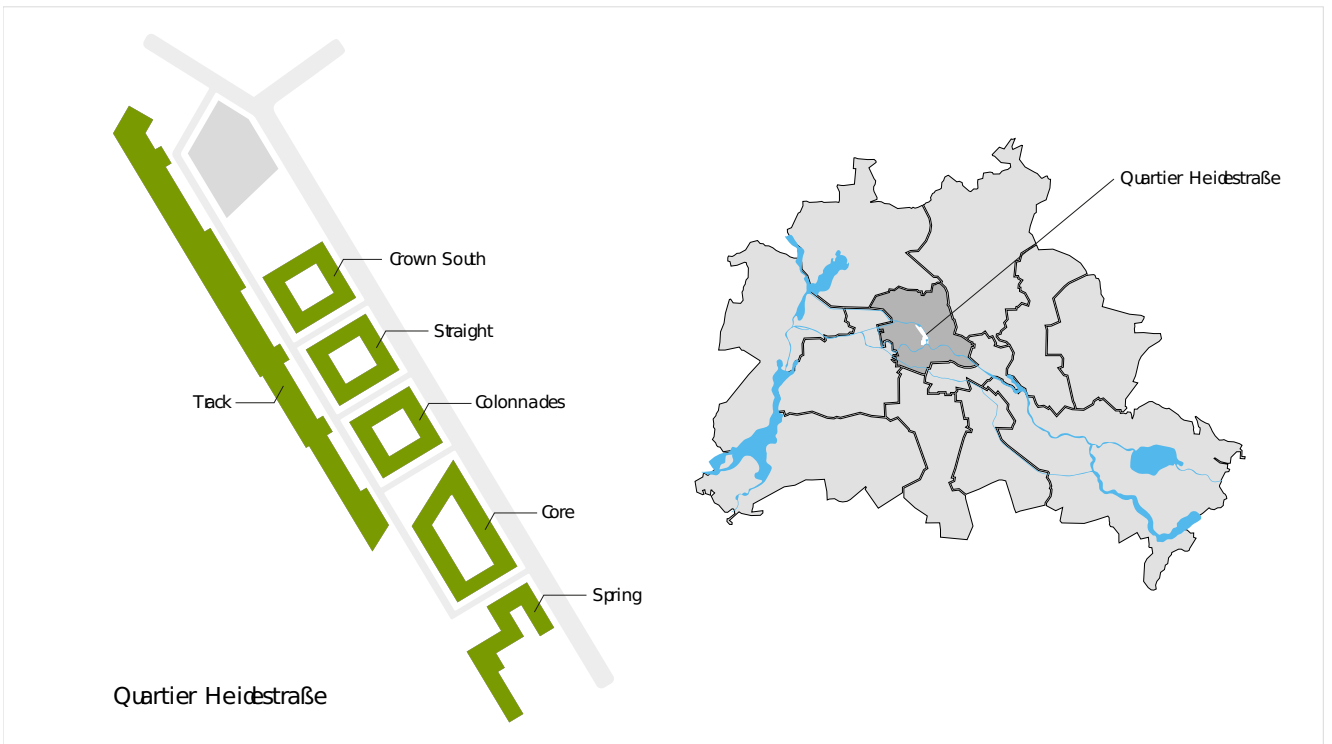 Crown South
Straight
Track
Colonnades
Core
Spring
Quartier Heidestraße
Quartier Heidestraße